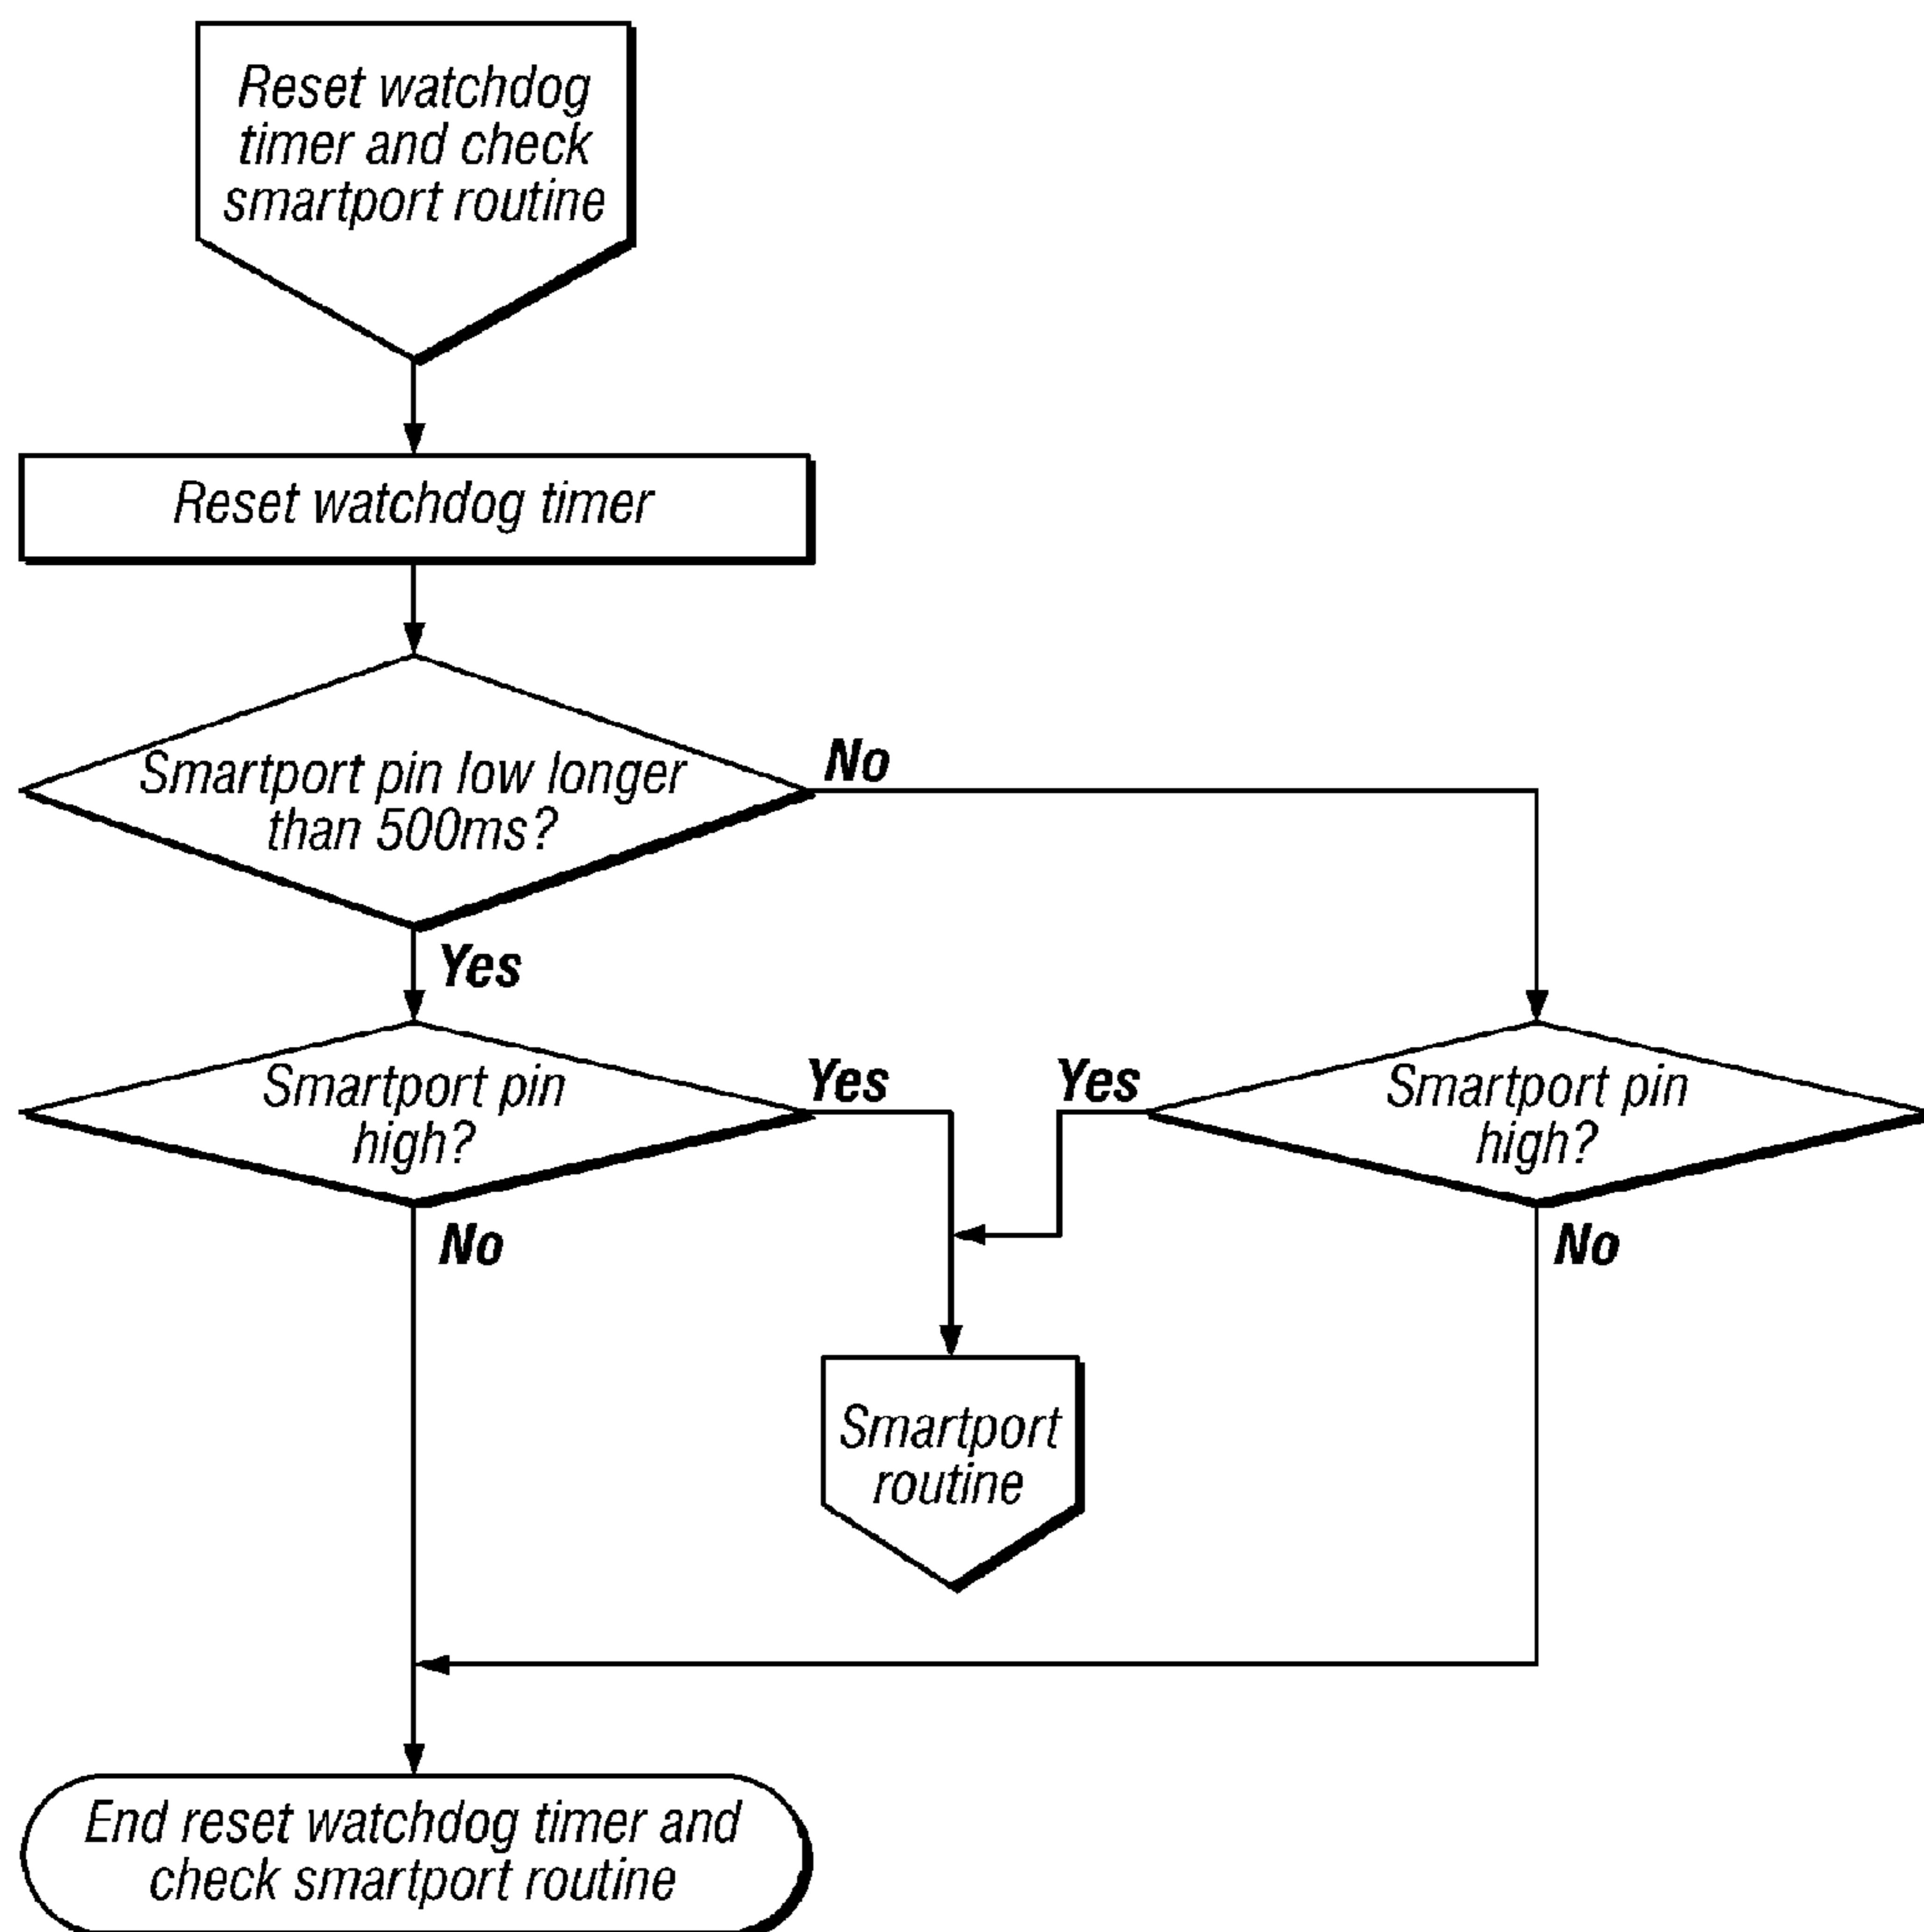 Reset watchdog
timer and check
smartport routine
Reset watchdog timer
Smartport pin low longer
than 500ms?
No
Yes
Smartport pin
high?
Yes
Yes
Smartport pin
high?
No
No
Smartport
routine
End reset watchdog timer and
check smartport routine